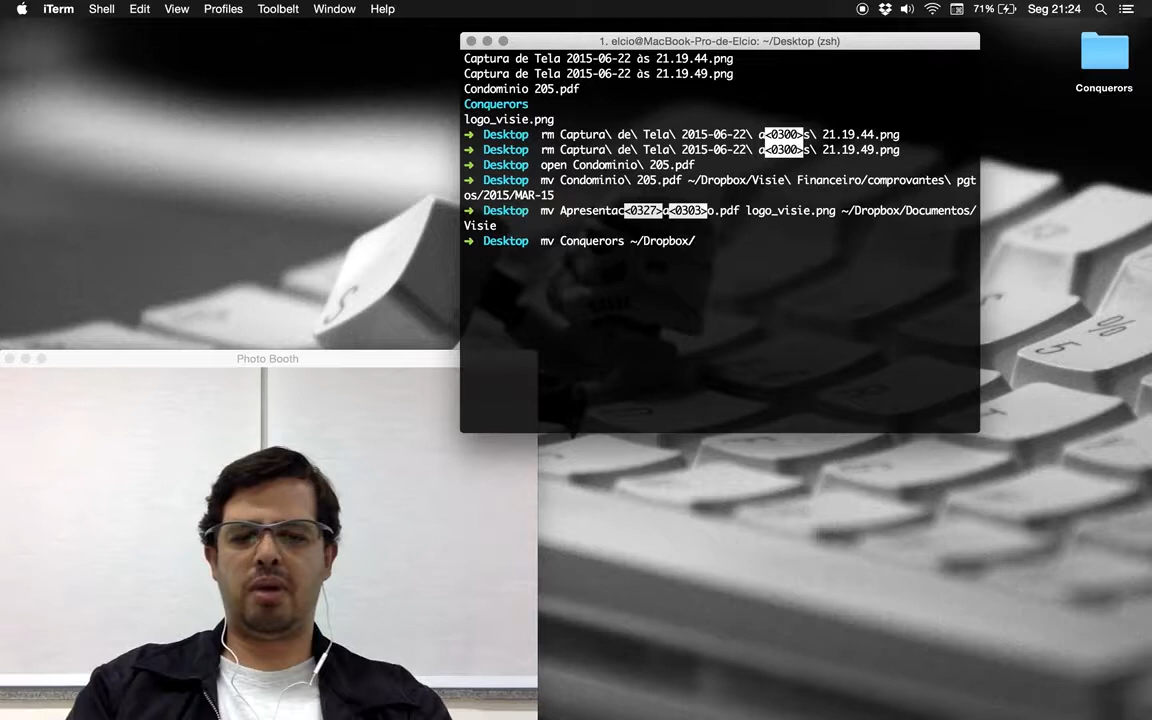 iTerm Shell Edit View Profiles Toolbelt Window Help 71% Seg 21:24
1. elcio@MacBook-Pro-de-Elcio: ~/Desktop (zsh)
Captura de Tela 2015-06-22 às 21.19.44.png
Captura de Tela 2015-06-22 às 21.19.49.png
Condominio 205.pdf
Conquerors
logo_visie.png
➜ Desktop rm Captura\ de\ Tela\ 2015-06-22\ a<0300>s\ 21.19.44.png
➜ Desktop rm Captura\ de\ Tela\ 2015-06-22\ a<0300>s\ 21.19.49.png
➜ Desktop open Condominio\ 205.pdf
➜ Desktop mv Condominio\ 205.pdf ~/Dropbox/Visie\ Financeiro/comprovantes\ pgt
os/2015/MAR-15
➜ Desktop mv Apresentac<0327>a<0303>o.pdf logo_visie.png ~/Dropbox/Documentos/
Visie
➜ Desktop mv Conquerors ~/Dropbox/
Conquerors
Photo Booth
S
%
5